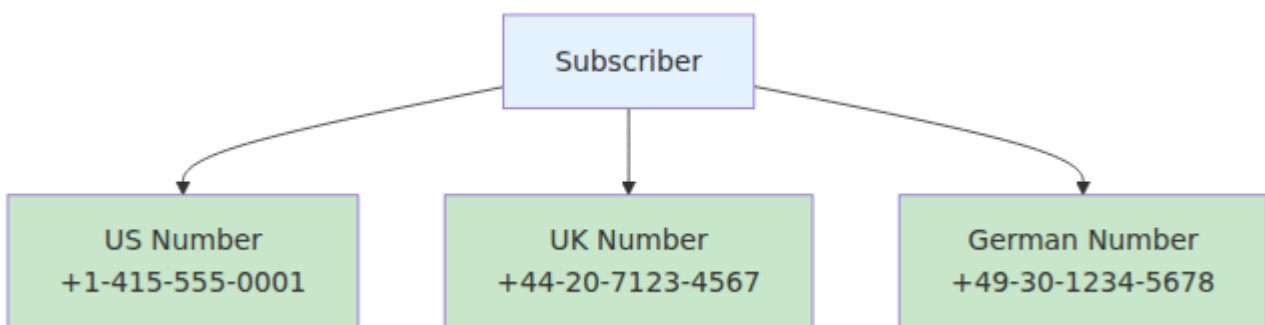 Subscriber
US Number
+1-415-555-0001
UK Number
+44-20-7123-4567
German Number
+49-30-1234-5678